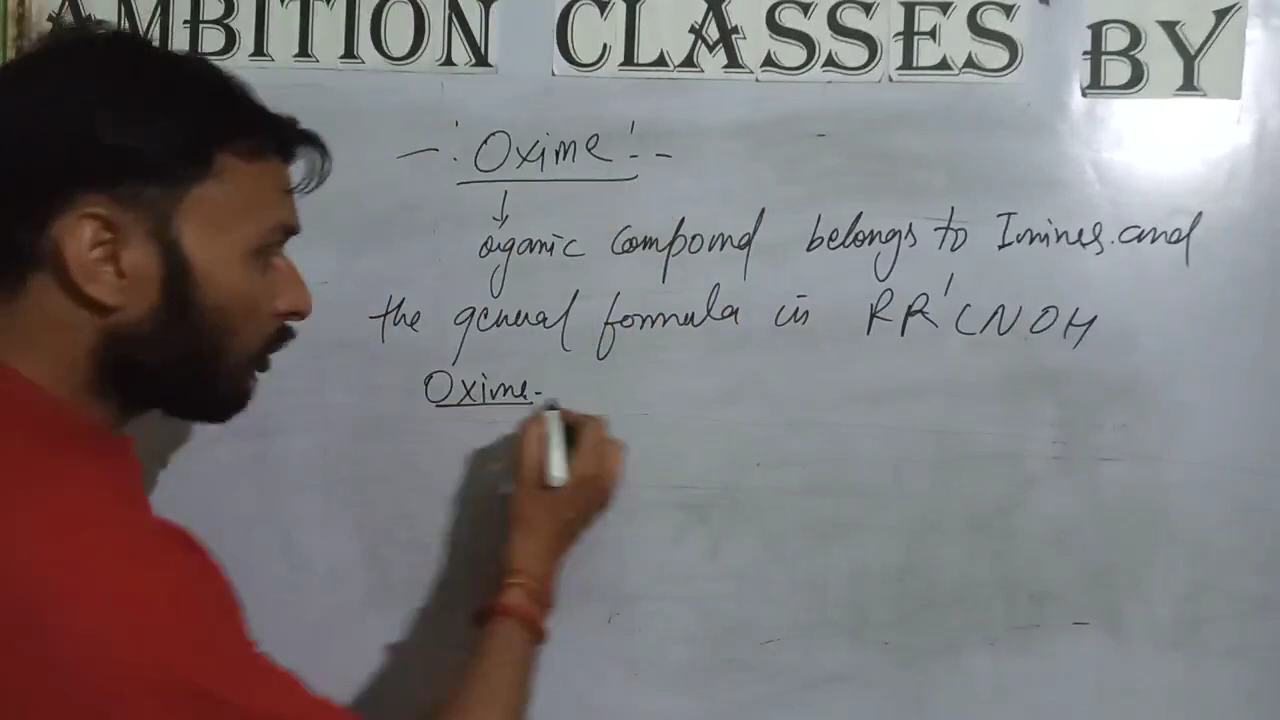 AMBITION CLASSES BY
-: Oxime :--
↓
organic compound belongs to Imines. and
the general formula is RR'CNOH
Oxime-